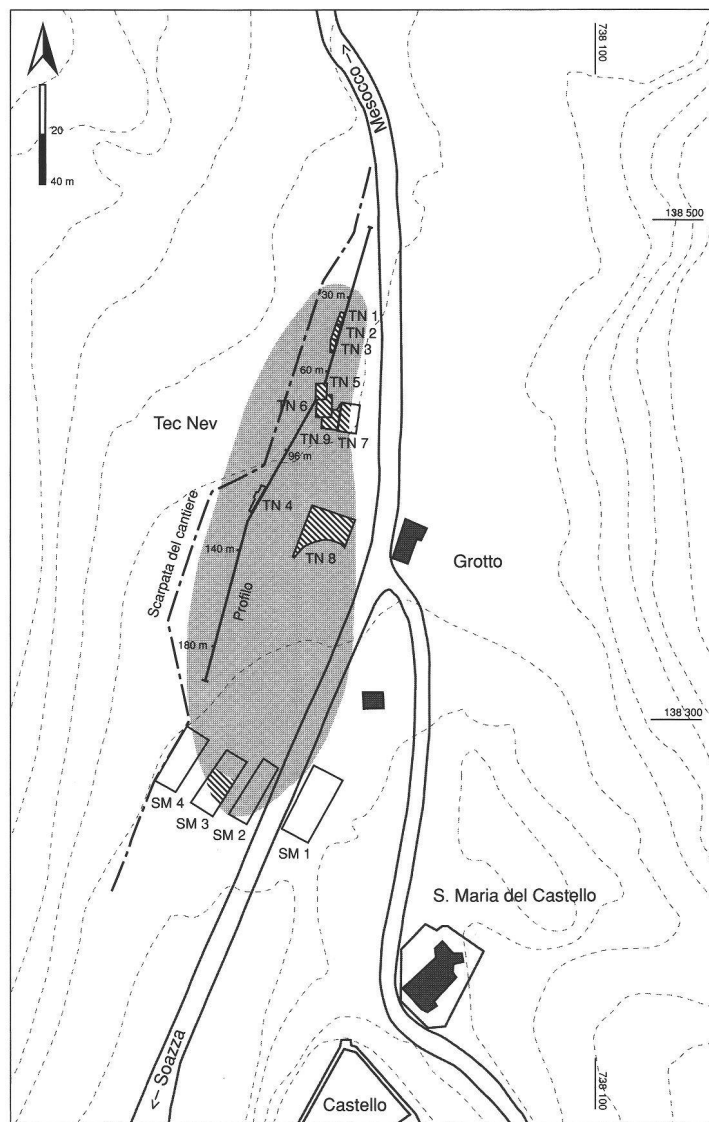 738 100
Mesocco →
20
40 m
138 500
30 m
TN 1
TN 2
TN 3
60 m
TN 5
TN 6
Tec Nev
TN 9
TN 7
96 m
TN 4
Scarpata del cantiere
140 m
TN 8
Grotto
Profilo
180 m
138 300
SM 4
SM 3
SM 2
SM 1
S. Maria del Castello
← Soazza
Castello
738 100